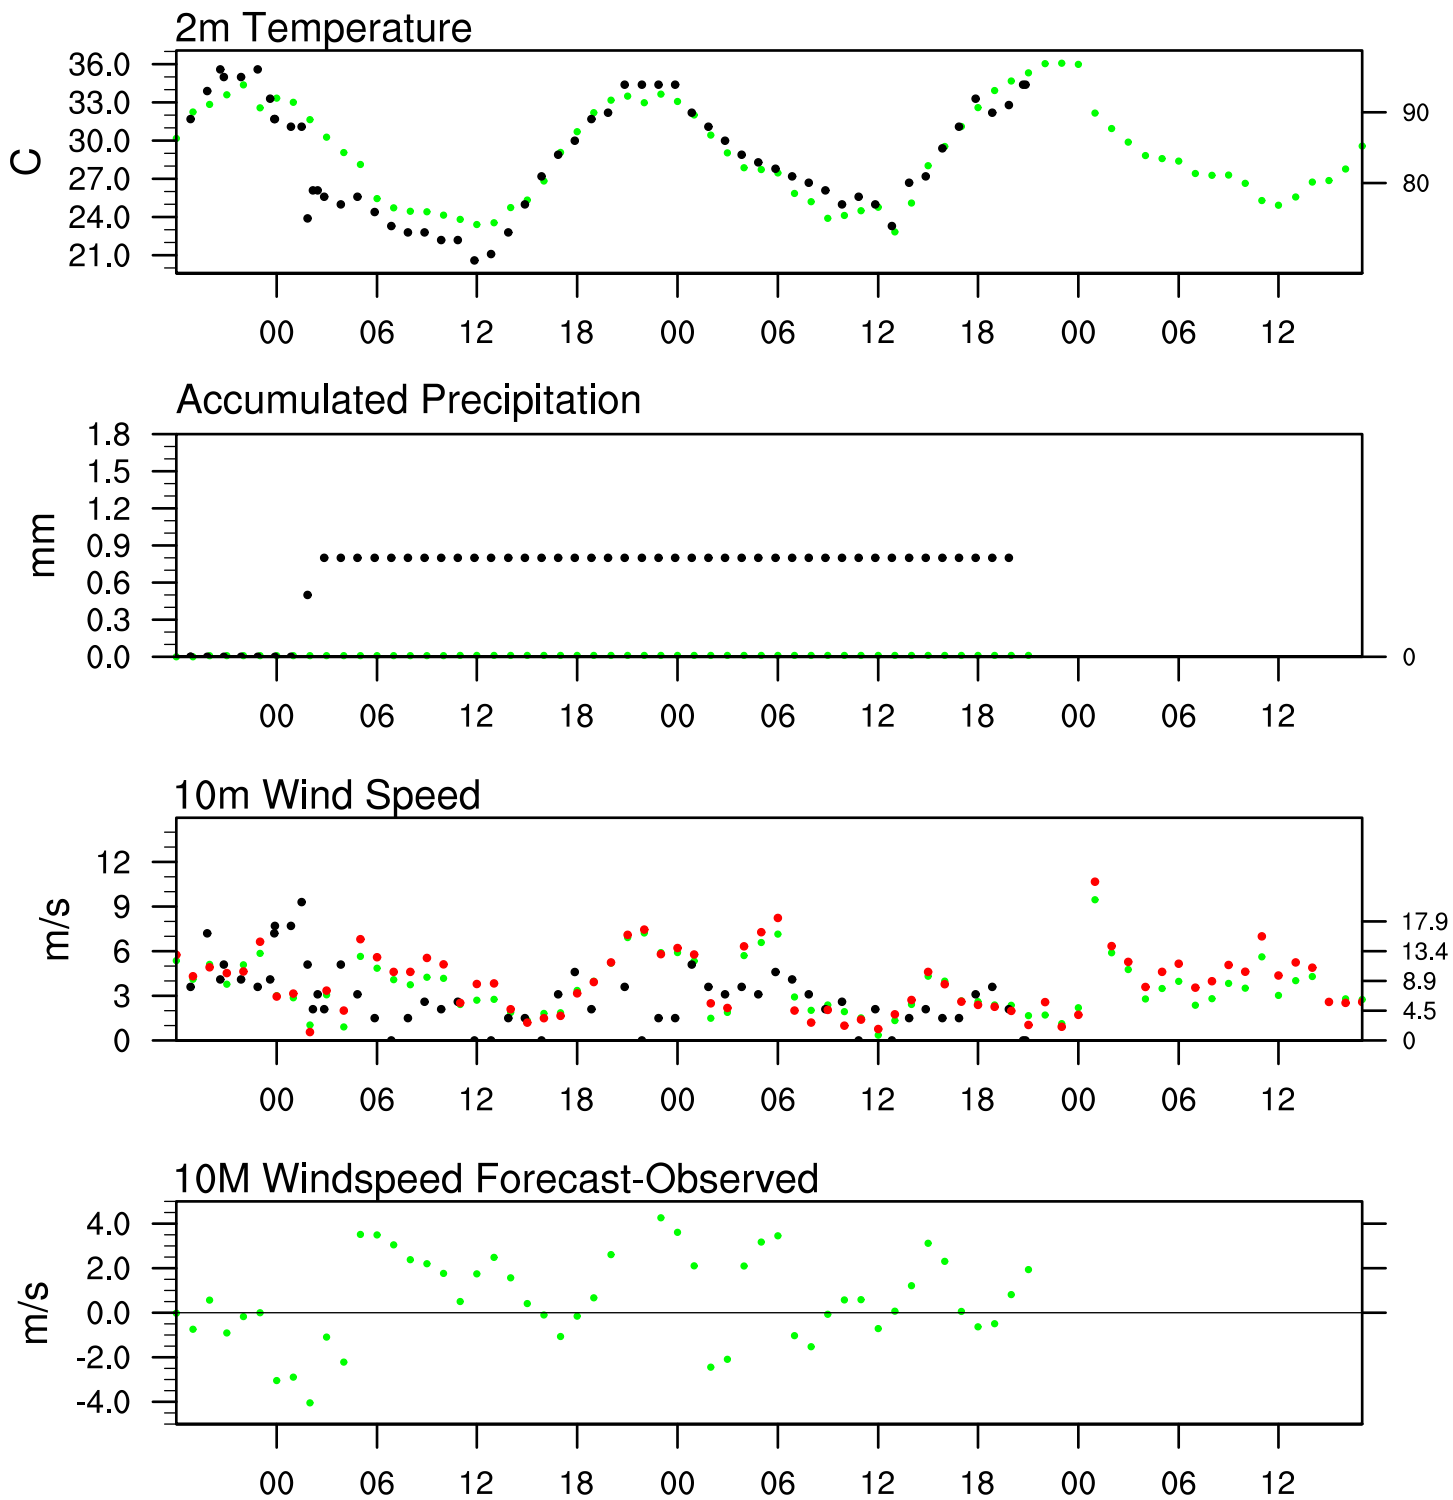 2m Temperature
36.0
33.0
30.0
27.0
24.0
21.0
C
90
80
00 06 12 18 00 06 12 18 00 06 12
Accumulated Precipitation
1.8
1.5
1.2
0.9
0.6
0.3
0.0
mm
0
00 06 12 18 00 06 12 18 00 06 12
10m Wind Speed
12
9
6
3
0
m/s
17.9
13.4
8.9
4.5
0
00 06 12 18 00 06 12 18 00 06 12
10M Windspeed Forecast-Observed
4.0
2.0
0.0
-2.0
-4.0
m/s
00 06 12 18 00 06 12 18 00 06 12